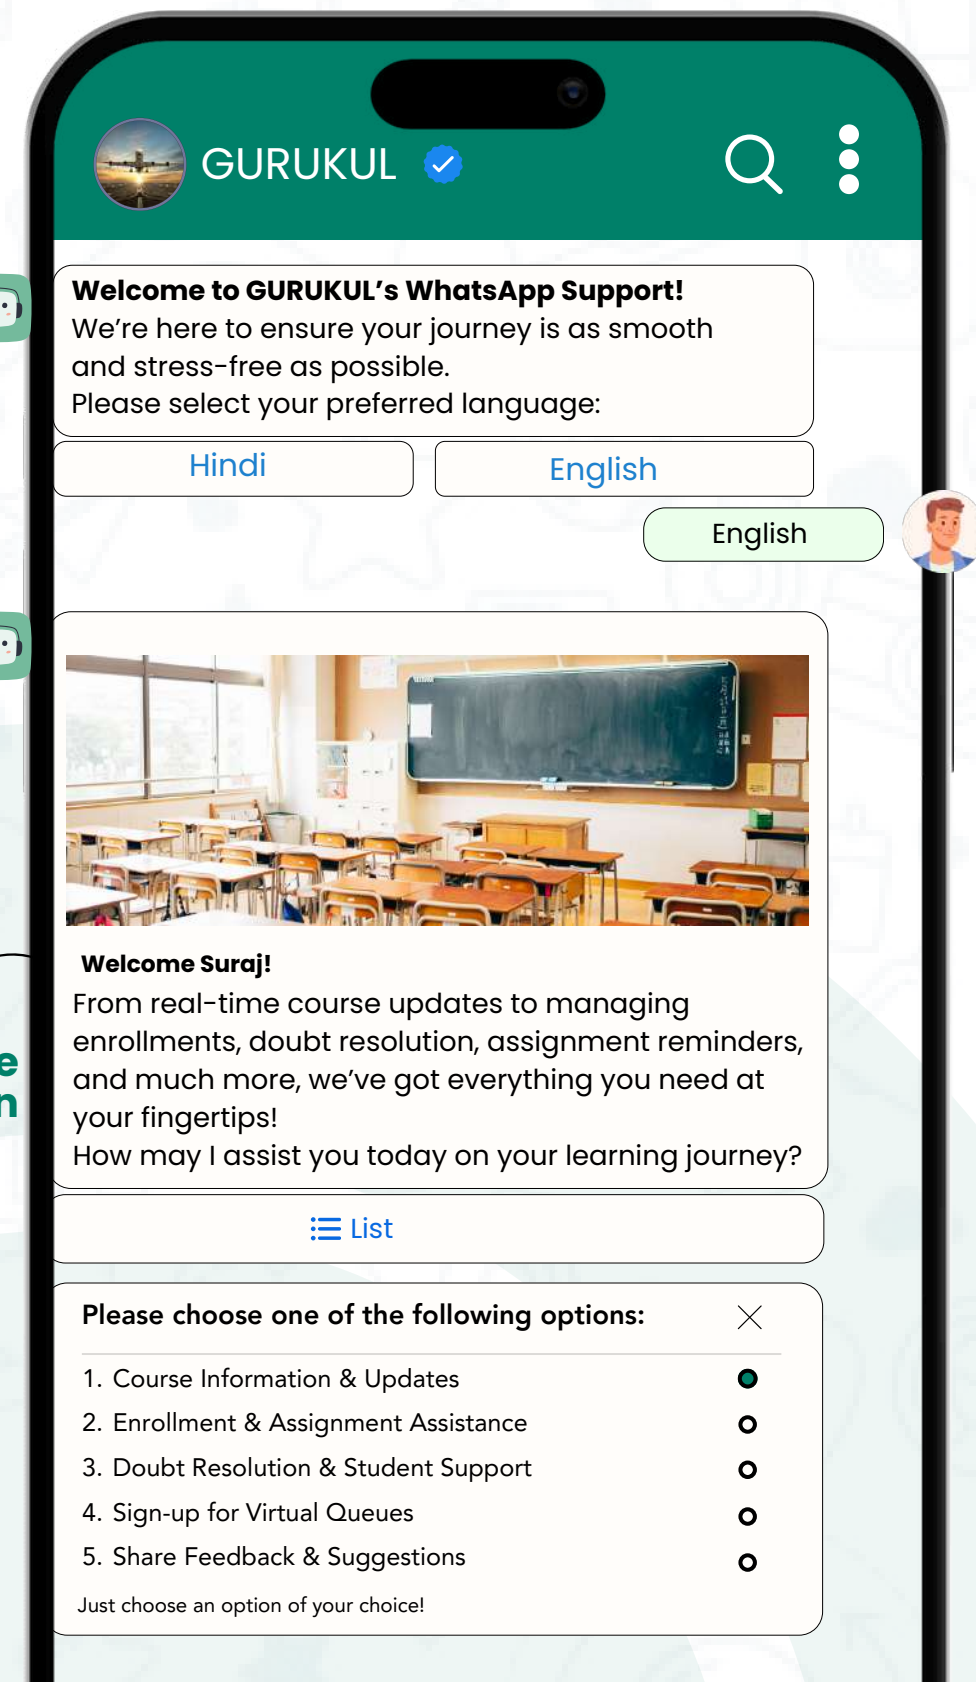 GURUKUL
Welcome to GURUKUL’s WhatsApp Support!
We’re here to ensure your journey is as smooth
and stress-free as possible.
Please select your preferred language:
Hindi
English
English
Welcome Suraj!
From real-time course updates to managing
enrollments, doubt resolution, assignment reminders,
and much more, we’ve got everything you need at
your fingertips!
How may I assist you today on your learning journey?
List
Please choose one of the following options:
1. Course Information & Updates
2. Enrollment & Assignment Assistance
3. Doubt Resolution & Student Support
4. Sign-up for Virtual Queues
5. Share Feedback & Suggestions
Just choose an option of your choice!